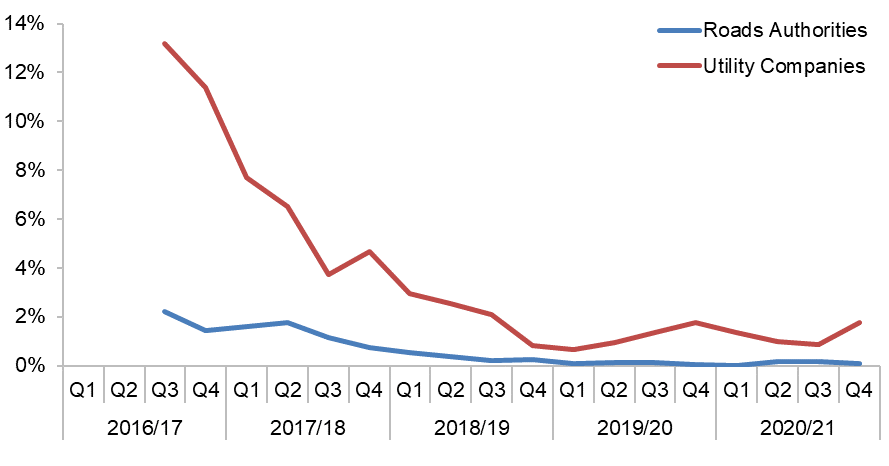 14%
12%
10%
8%
6%
4%
2%
0%
Roads Authorities
Utility Companies
Q1 Q2 Q3 Q4 Q1 Q2 Q3 Q4 Q1 Q2 Q3 Q4 Q1 Q2 Q3 Q4 Q1 Q2 Q3 Q4
2016/17 2017/18 2018/19 2019/20 2020/21